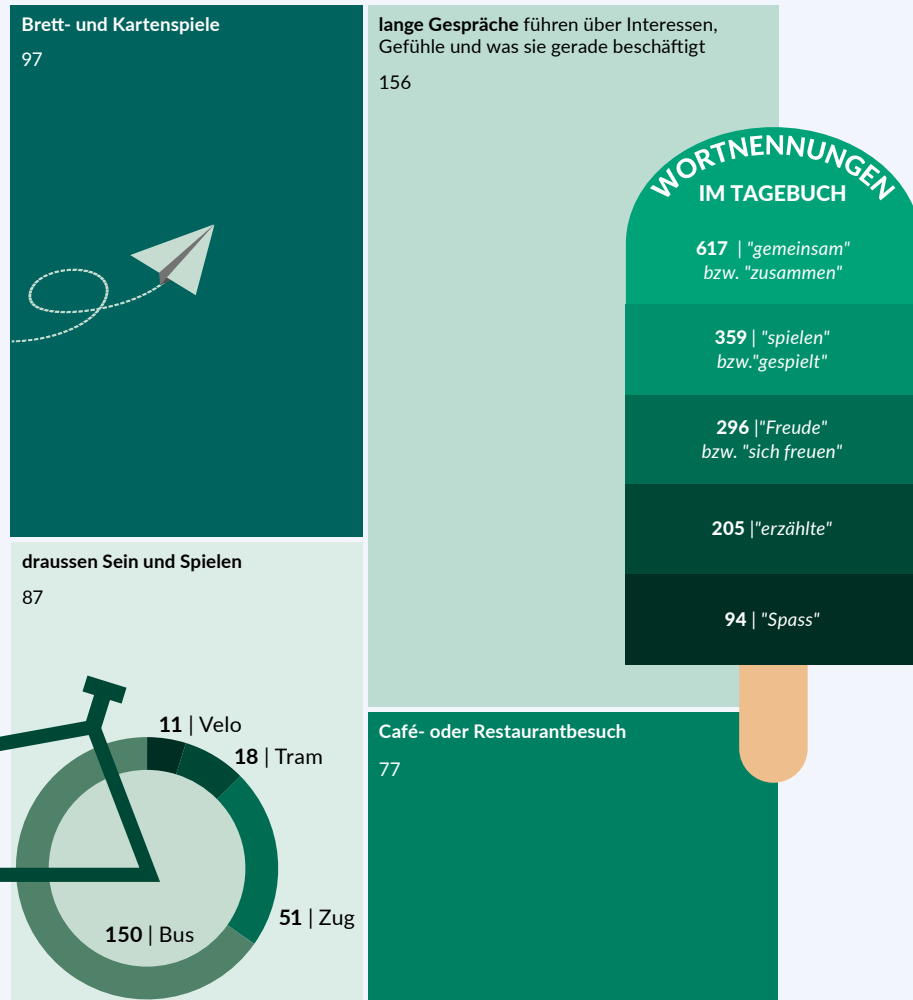 Brett- und Kartenspiele
97
lange Gespräche führen über Interessen,
Gefühle und was sie gerade beschäftigt
156
WORTNENNUNGEN
IM TAGEBUCH
617 | "gemeinsam"
bzw. "zusammen"
359 | "spielen"
bzw."gespielt"
296 |"Freude"
bzw. "sich freuen"
205 |"erzählte"
94 | "Spass"
draussen Sein und Spielen
87
11 | Velo
18 | Tram
51 | Zug
150 | Bus
Café- oder Restaurantbesuch
77